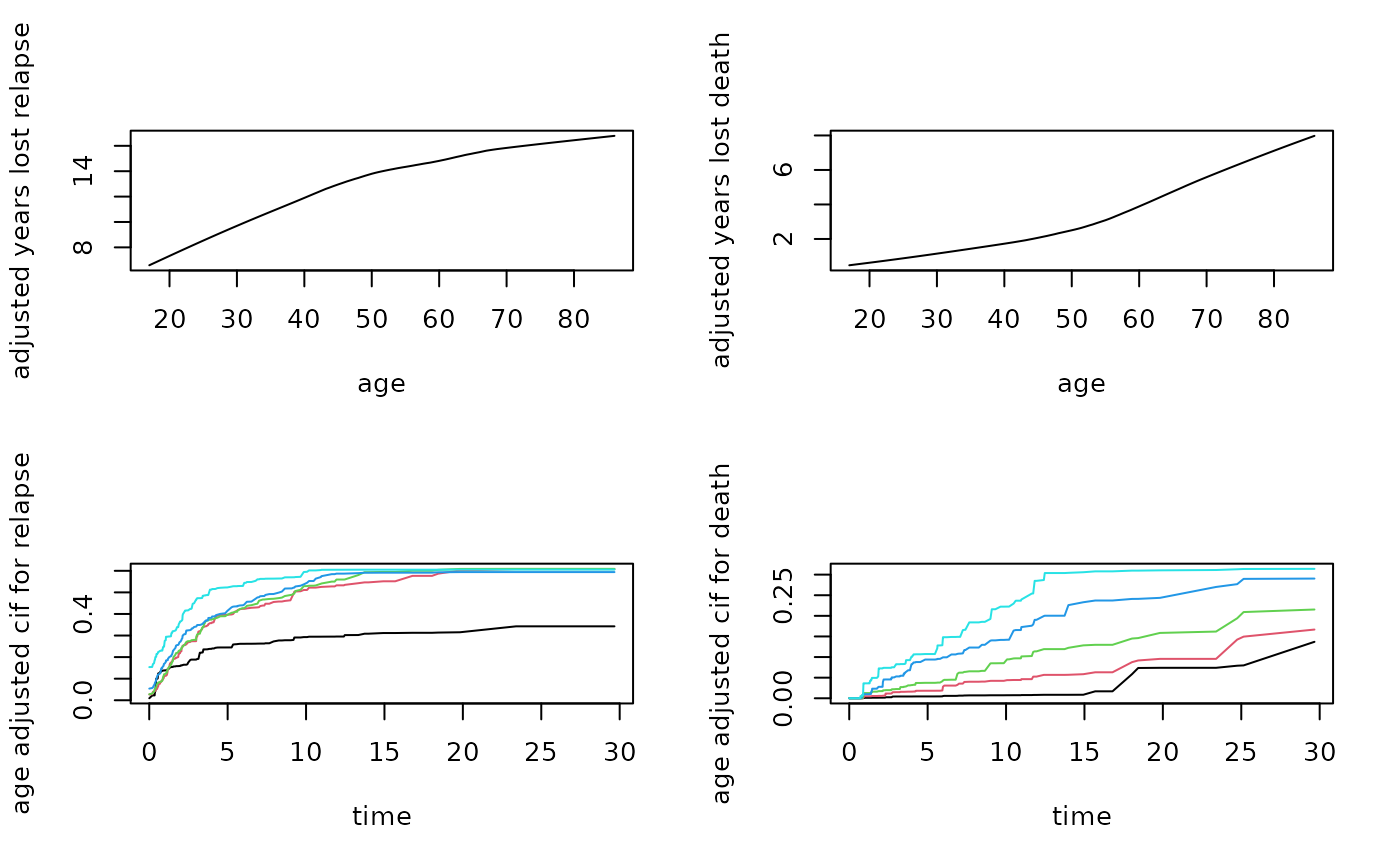 adjusted years lost relapse
14
8
20 30 40 50 60 70 80
age
adjusted years lost death
6
2
20 30 40 50 60 70 80
age
age adjusted cif for relapse
0.4
0.0
0 5 10 15 20 25 30
time
age adjusted cif for death
0.25
0.00
0 5 10 15 20 25 30
time